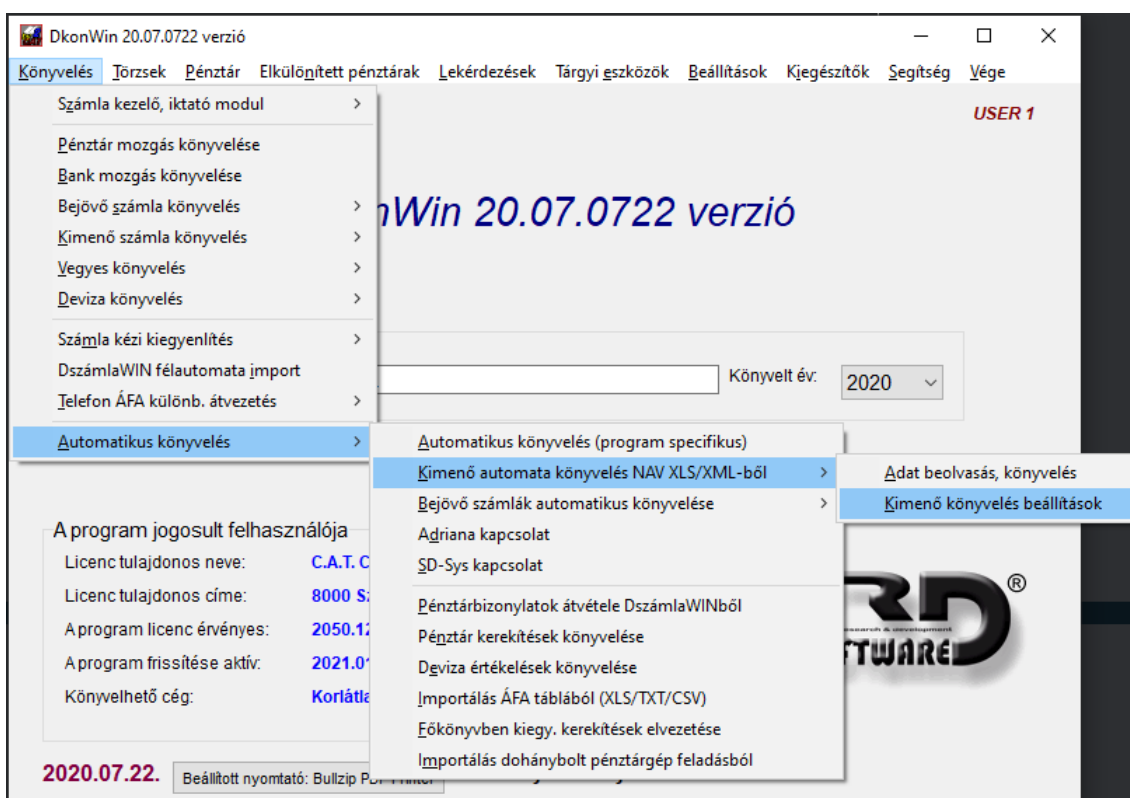 DkonWin 20.07.0722 verzió
Könyvelés Törzsek Pénztár Elkülönített pénztárak Lekérdezések Tárgyi eszközök Beállítások Kiegészítők Segítség Vége
Számla kezelő, iktató modul
USER 1
Pénztár mozgás könyvelése
Bank mozgás könyvelése
Bejövő számla könyvelés
nWin 20.07.0722 verzió
Kimenő számla könyvelés
Vegyes könyvelés
Deviza könyvelés
Számla kézi kiegyenlítés
DszámlaWIN félautomata import
Könyvelt év: 2020
Telefon ÁFA különb. átvezetés
Automatikus könyvelés
Automatikus könyvelés (program specifikus)
Kimenő automata könyvelés NAV XLS/XML-ből
Adat beolvasás, könyvelés
Bejövő számlák automatikus könyvelése
Kimenő könyvelés beállítások
Adriana kapcsolat
SD-Sys kapcsolat
Pénztárbizonylatok átvétele DszámlaWINből
Pénztár kerekítések könyvelése
Deviza értékelések könyvelése
Importálás ÁFA táblából (XLS/TXT/CSV)
Főkönyvben kiegy. kerekítések elvezetése
Importálás dohánybolt pénztárgép feladásból
A program jogosult felhasználója
Licenc tulajdonos neve: C.A.T. C
Licenc tulajdonos címe: 8000 S
A program licenc érvényes: 2050.12
A program frissítése aktív: 2021.01
Könyvelhető cég: Korlátla
RD ®
research & development
FTWARE
2020.07.22.
Beállított nyomtató: Bullzip PDF Printer